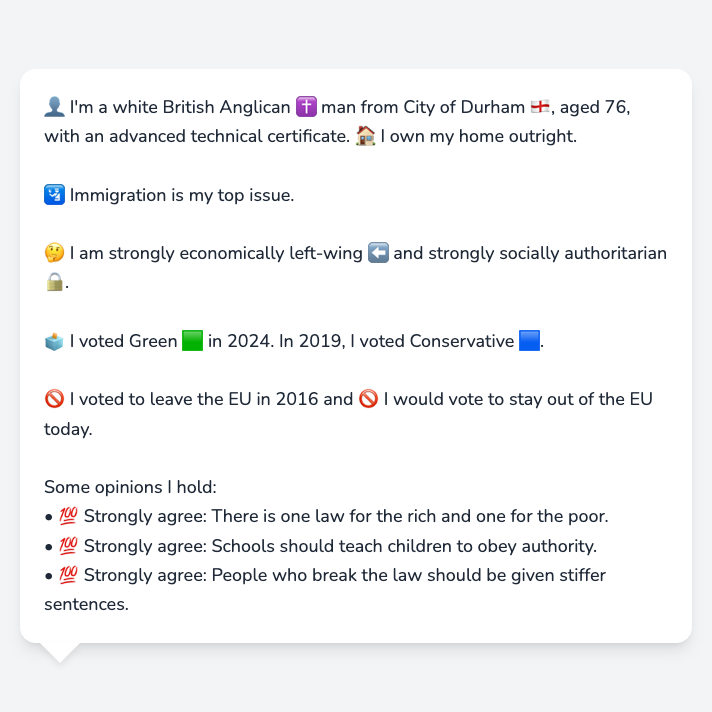 👤 I'm a white British Anglican ✝️ man from City of Durham 🏴󠁧󠁢󠁥󠁮󠁧󠁿, aged 76,
with an advanced technical certificate. 🏠 I own my home outright.
🛂 Immigration is my top issue.
🤔 I am strongly economically left-wing ⬅️ and strongly socially authoritarian
🔒.
🗳️ I voted Green 🟩 in 2024. In 2019, I voted Conservative 🟦.
🚫 I voted to leave the EU in 2016 and 🚫 I would vote to stay out of the EU
today.
Some opinions I hold:
• 💯 Strongly agree: There is one law for the rich and one for the poor.
• 💯 Strongly agree: Schools should teach children to obey authority.
• 💯 Strongly agree: People who break the law should be given stiffer
sentences.